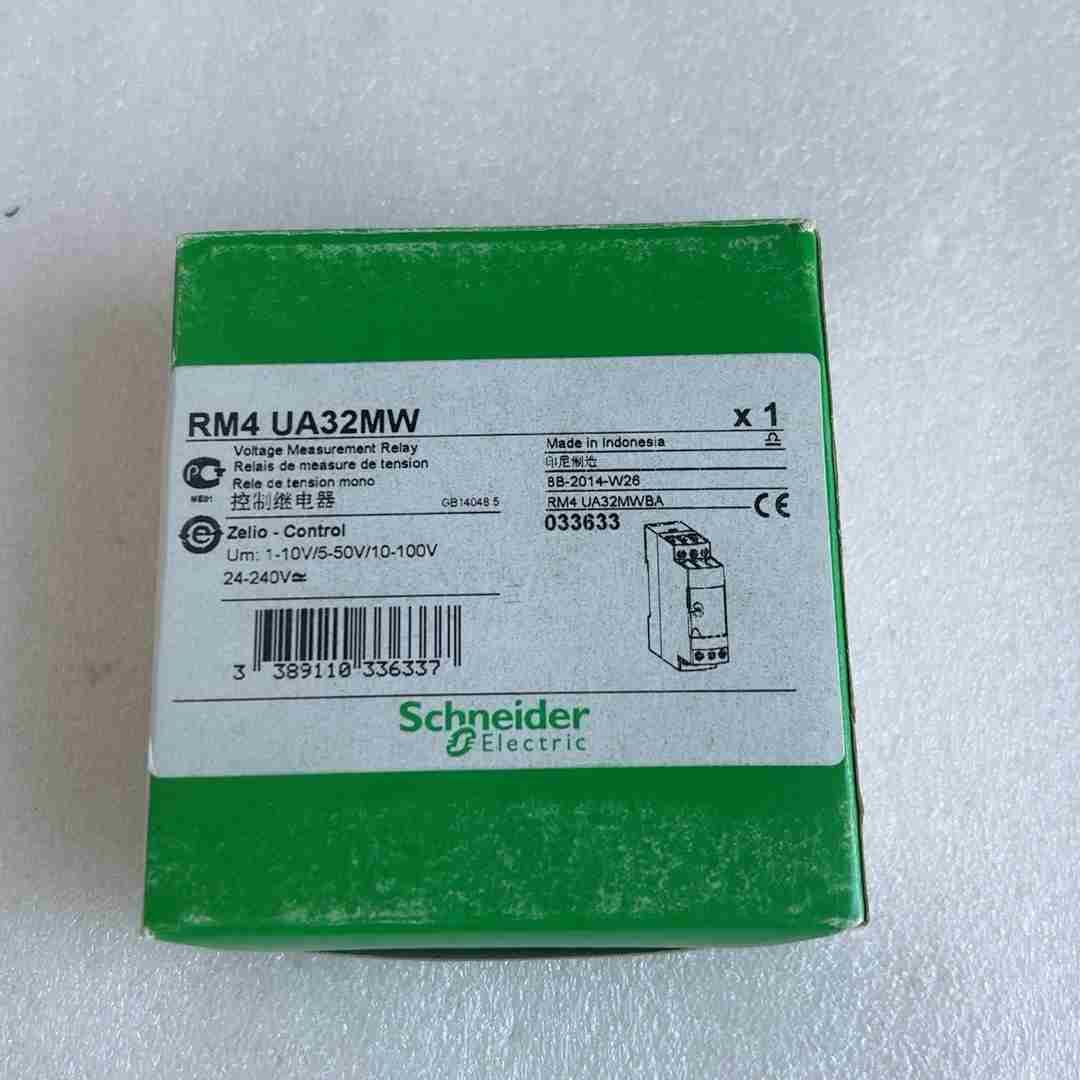 RM4 UA32MW
x 1
Voltage Measurement Relay
Relais de measure de tension
Rele de tension mono
控制继电器
GB14048 5
Made in Indonesia
印尼制造
8B-2014-W26
RM4 UA32MWBA
033633
CE
Zelio - Control
Um: 1-10V/5-50V/10-100V
24-240V≃
3 389110 336337
Schneider
Electric